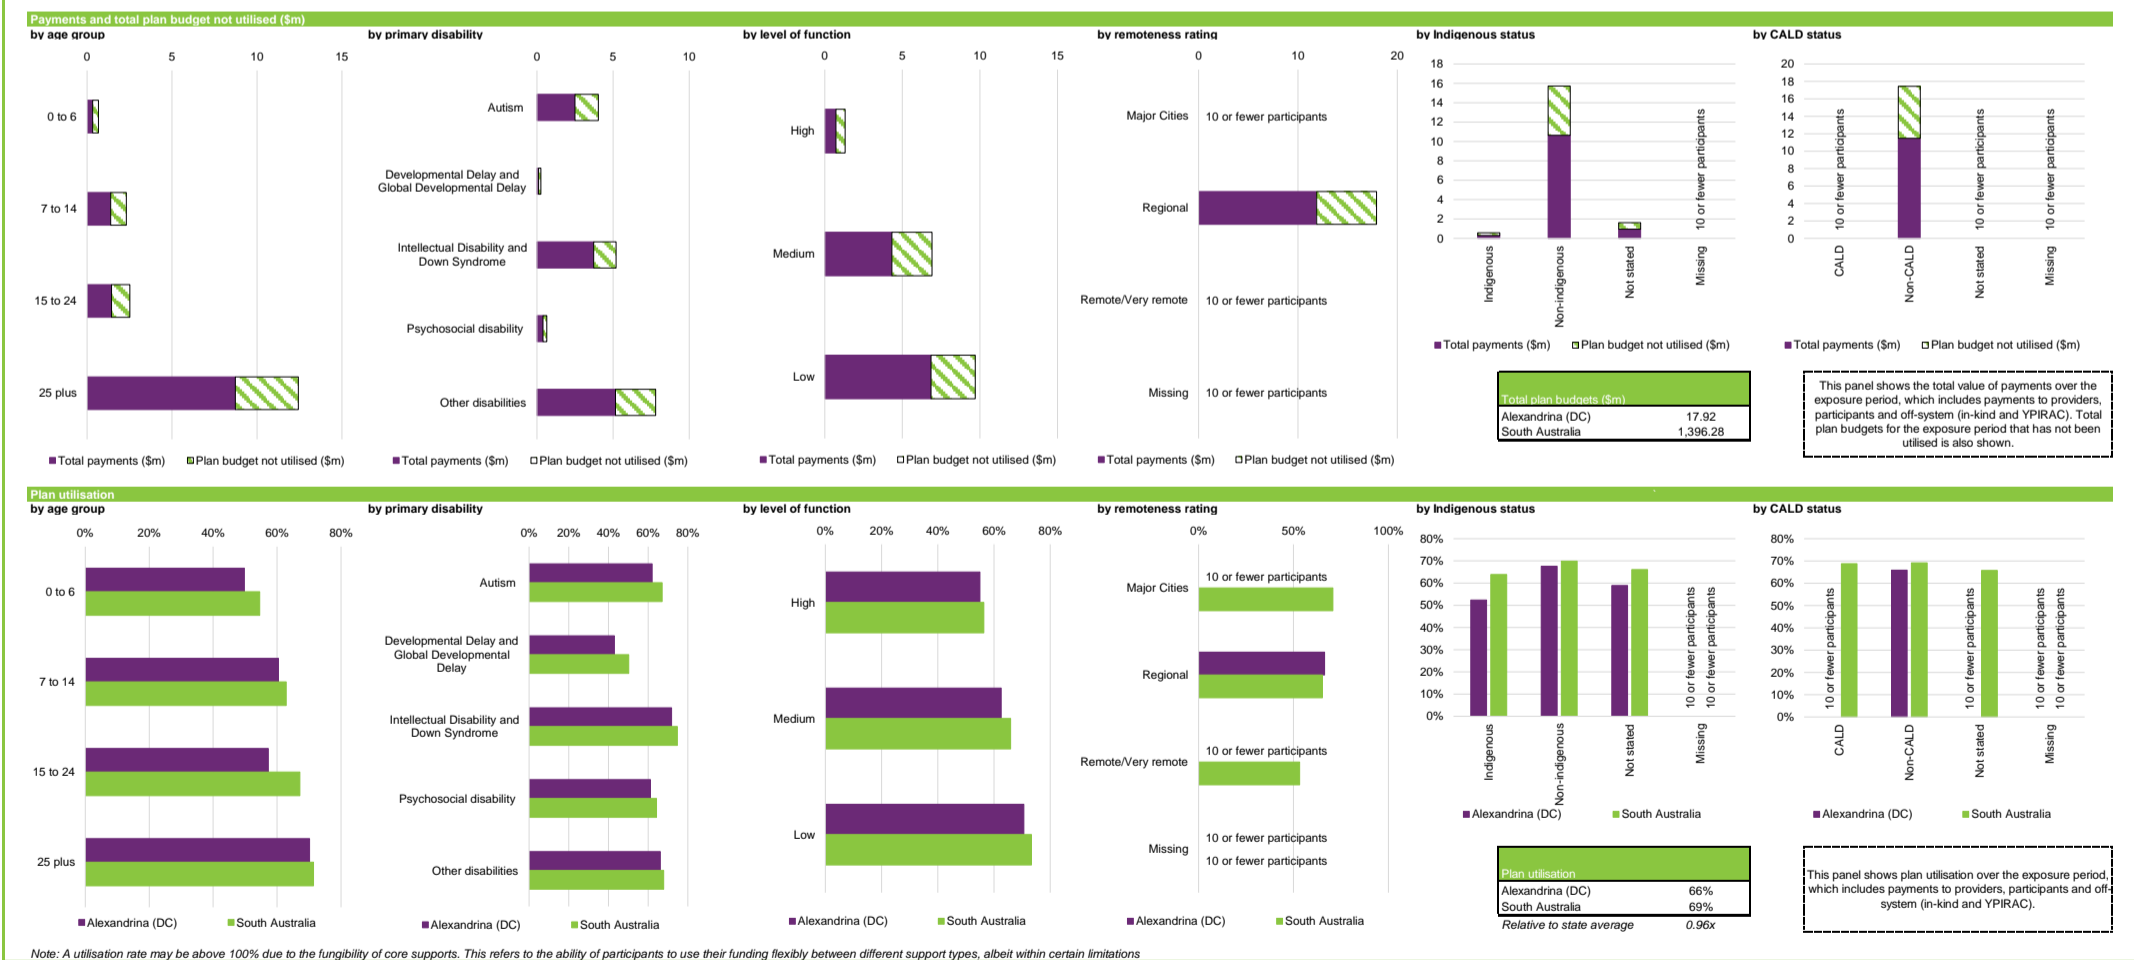 Payments and total plan budget not utilised ($m)
by age group
0 5 10 15
0 to 6
7 to 14
15 to 24
25 plus
Total payments ($m) Plan budget not utilised ($m)
by primary disability
0 5 10
Autism
Developmental Delay and
Global Developmental Delay
Intellectual Disability and
Down Syndrome
Psychosocial disability
Other disabilities
Total payments ($m) Plan budget not utilised ($m)
by level of function
0 5 10 15
High
Medium
Low
Total payments ($m) Plan budget not utilised ($m)
by remoteness rating
0 10 20
Major Cities 10 or fewer participants
Regional
Remote/Very remote 10 or fewer participants
Missing 10 or fewer participants
Total payments ($m) Plan budget not utilised ($m)
by Indigenous status
18
16
14
12
10
8
6
4
2
0
10 or fewer participants
Indigenous
Non-indigenous
Not stated
Missing
Total payments ($m) Plan budget not utilised ($m)
Total plan budgets ($m)
Alexandrina (DC) 17.92
South Australia 1,396.28
by CALD status
20
18
16
14
12
10
8
6
4
2
0
10 or fewer participants
10 or fewer participants
10 or fewer participants
CALD
Non-CALD
Not stated
Missing
Total payments ($m) Plan budget not utilised ($m)
This panel shows the total value of payments over the
exposure period, which includes payments to providers,
participants and off-system (in-kind and YPIRAC). Total
plan budgets for the exposure period that has not been
utilised is also shown.
Plan utilisation
by age group
0% 20% 40% 60% 80%
0 to 6
7 to 14
15 to 24
25 plus
Alexandrina (DC) South Australia
by primary disability
0% 20% 40% 60% 80%
Autism
Developmental Delay and
Global Developmental
Delay
Intellectual Disability and
Down Syndrome
Psychosocial disability
Other disabilities
Alexandrina (DC) South Australia
by level of function
0% 20% 40% 60% 80%
High
Medium
Low
Alexandrina (DC) South Australia
by remoteness rating
0% 50% 100%
Major Cities 10 or fewer participants
Regional
Remote/Very remote 10 or fewer participants
Missing 10 or fewer participants
10 or fewer participants
Alexandrina (DC) South Australia
by Indigenous status
80%
70%
60%
50%
40%
30%
20%
10%
0%
10 or fewer participants
10 or fewer participants
Indigenous
Non-indigenous
Not stated
Missing
Alexandrina (DC) South Australia
Plan utilisation
Alexandrina (DC) 66%
South Australia 69%
Relative to state average 0.96x
by CALD status
80%
70%
60%
50%
40%
30%
20%
10%
0%
10 or fewer participants
10 or fewer participants
10 or fewer participants
10 or fewer participants
CALD
Non-CALD
Not stated
Missing
Alexandrina (DC) South Australia
This panel shows plan utilisation over the exposure period,
which includes payments to providers, participants and off-
system (in-kind and YPIRAC).
Note: A utilisation rate may be above 100% due to the fungibility of core supports. This refers to the ability of participants to use their funding flexibly between different support types, albeit within certain limitations